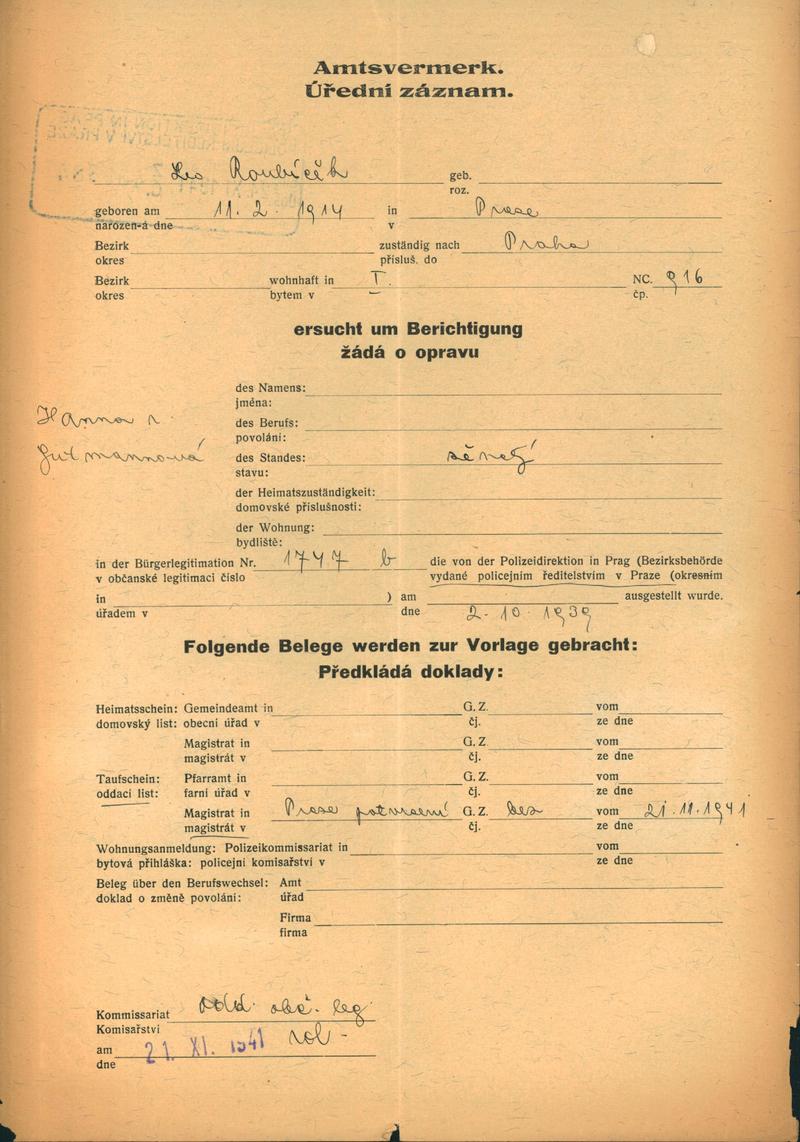 Amtsvermerk.
Úřední záznam.
Leo Roubíček geb.
roz.
geboren am 11. 2. 1914 in Praze
narozen-á dne v
Bezirk zuständig nach Praha
okres přísluš. do
Bezirk wohnhaft in I. NC. 916
okres bytem v čp.
ersucht um Berichtigung
žádá o opravu
des Namens:
jména:
des Berufs:
povolání:
des Standes: ženatý
stavu:
der Heimatszuständigkeit:
domovské příslušnosti:
der Wohnung:
bydliště:
in der Bürgerlegitimation Nr. 1747 b die von der Polizeidirektion in Prag (Bezirksbehörde
v občanské legitimaci číslo vydané policejním ředitelstvím v Praze (okresním
in ) am ausgestellt wurde.
úřadem v dne 2. 10. 1939
Folgende Belege werden zur Vorlage gebracht:
Předkládá doklady:
Heimatsschein: Gemeindeamt in G. Z. vom
domovský list: obecní úřad v čj. ze dne
Magistrat in G. Z. vom
magistrát v čj. ze dne
Taufschein: Pfarramt in G. Z. vom
oddací list: farní úřad v čj. ze dne
Magistrat in Praze potvrzení G. Z. bez vom 21.11.1941
magistrát v čj. ze dne
Wohnungsanmeldung: Polizeikommissariat in vom
bytová přihláška: policejní komisařství v ze dne
Beleg über den Berufswechsel: Amt
doklad o změně povolání: úřad
Firma
firma
Kommissariat odd. obč. leg.
Komisařství
am 21. XI. 1941
dne